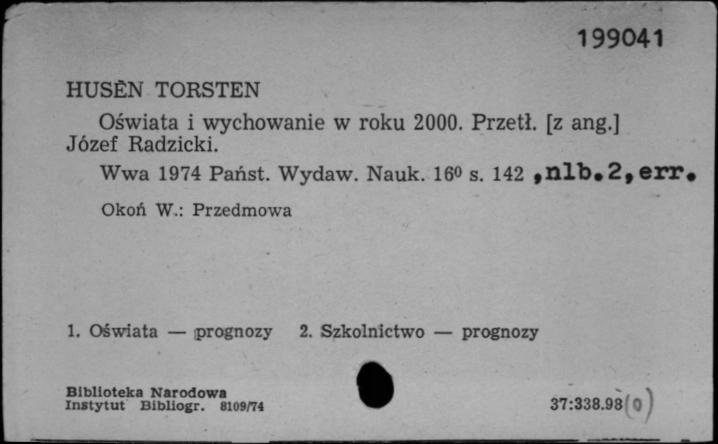 199041
HUSĖN TORSTEN
Oświata i wychowanie w roku 2000. Przetł. [z ang.]
Józef Radzicki.
Wwa 1974 Państ. Wydaw. Nauk. 16⁰ s. 142 ,nlb.2,err.
Okoń W.: Przedmowa
1. Oświata — prognozy 2. Szkolnictwo — prognozy
Biblioteka Narodowa
Instytut Bibliogr. 8109/74
37:338.98(0)